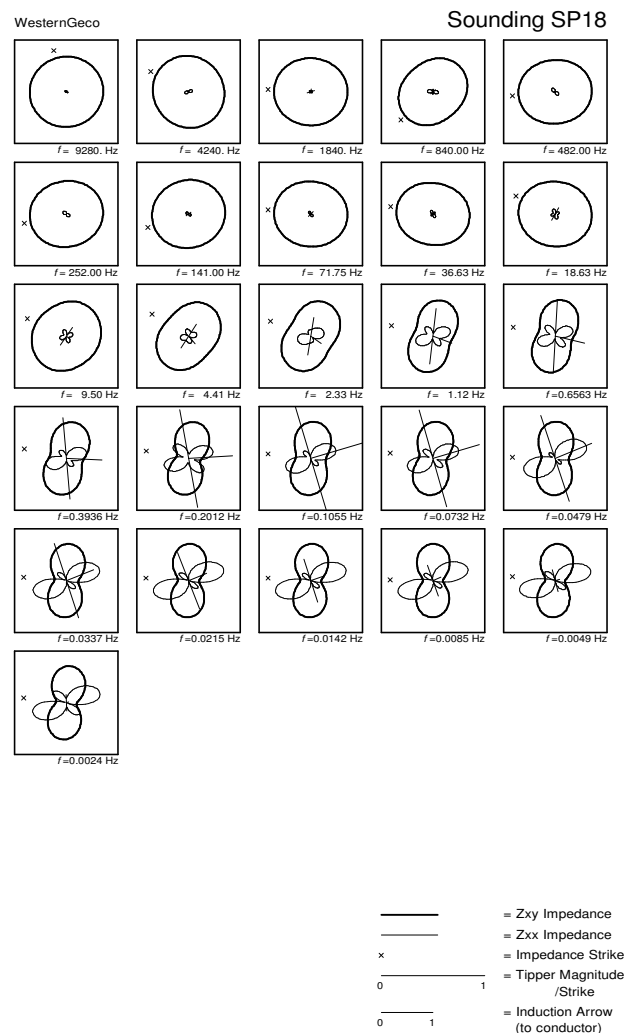 WesternGeco Sounding SP18
f = 9280. Hz f = 4240. Hz f = 1840. Hz f = 840.00 Hz f = 482.00 Hz
f = 252.00 Hz f = 141.00 Hz f = 71.75 Hz f = 36.63 Hz f = 18.63 Hz
f = 9.50 Hz f = 4.41 Hz f = 2.33 Hz f = 1.12 Hz f =0.6563 Hz
f =0.3936 Hz f =0.2012 Hz f =0.1055 Hz f =0.0732 Hz f =0.0479 Hz
f =0.0337 Hz f =0.0215 Hz f =0.0142 Hz f =0.0085 Hz f =0.0049 Hz
f =0.0024 Hz
= Zxy Impedance
= Zxx Impedance
× = Impedance Strike
= Tipper Magnitude
0 1 /Strike
= Induction Arrow
0 1 (to conductor)